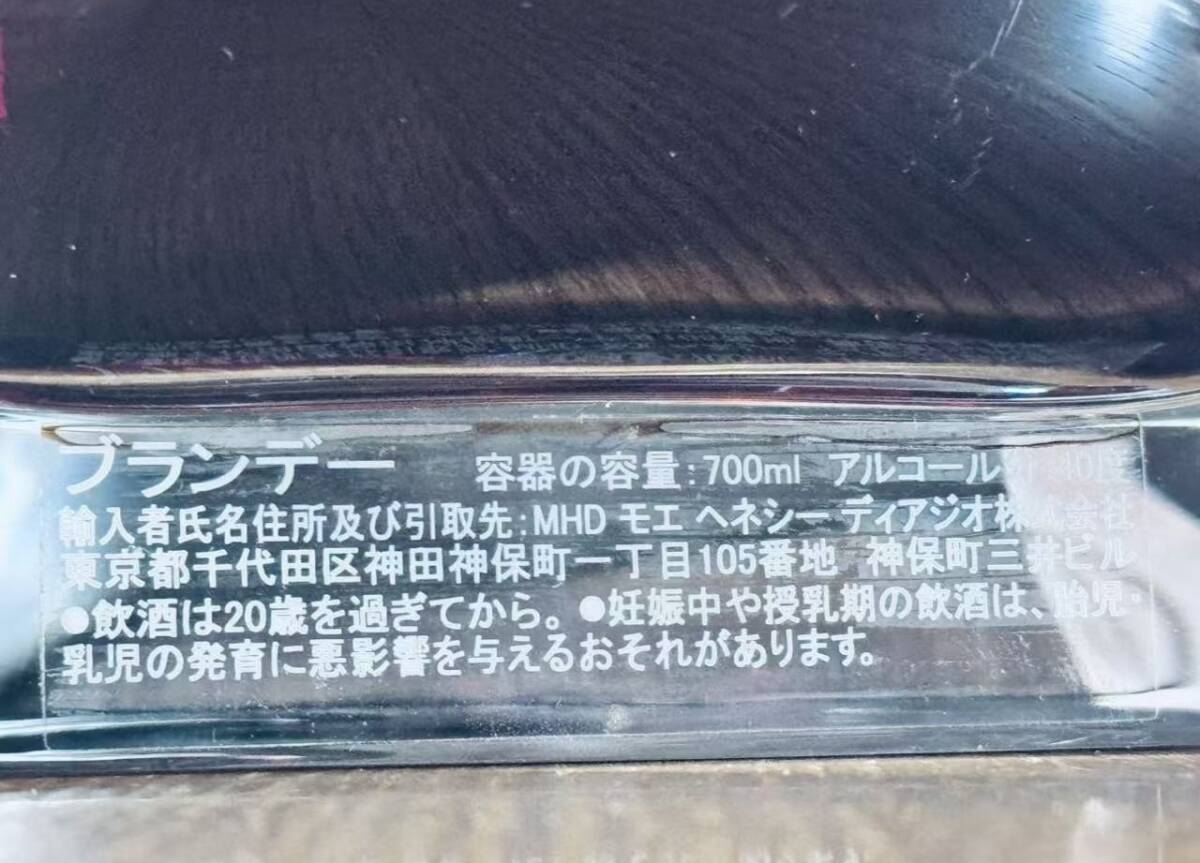 ブランデー 容器の容量:700ml アルコール分 40度
輸入者氏名住所及び引取先:MHD モエ ヘネシー ディアジオ株式会社
東京都千代田区神田神保町一丁目105番地 神保町三井ビル
●飲酒は20歳を過ぎてから。●妊娠中や授乳期の飲酒は、胎児・
乳児の発育に悪影響を与えるおそれがあります。